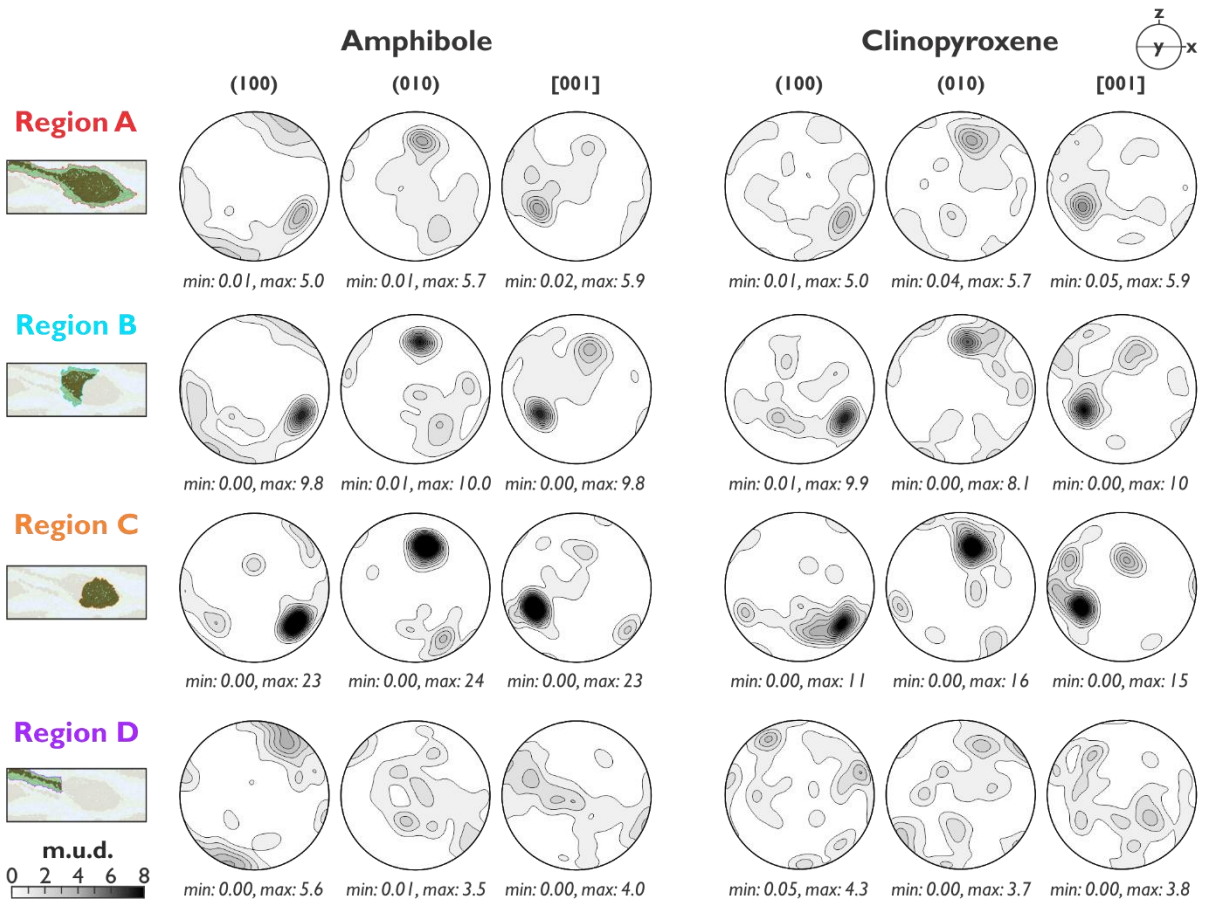 Amphibole
Clinopyroxene
z
y
x
(100)
(010)
[001]
(100)
(010)
[001]
Region A
min: 0.01, max: 5.0
min: 0.01, max: 5.7
min: 0.02, max: 5.9
min: 0.01, max: 5.0
min: 0.04, max: 5.7
min: 0.05, max: 5.9
Region B
min: 0.00, max: 9.8
min: 0.01, max: 10.0
min: 0.00, max: 9.8
min: 0.01, max: 9.9
min: 0.00, max: 8.1
min: 0.00, max: 10
Region C
min: 0.00, max: 23
min: 0.00, max: 24
min: 0.00, max: 23
min: 0.00, max: 11
min: 0.00, max: 16
min: 0.00, max: 15
Region D
min: 0.00, max: 5.6
min: 0.01, max: 3.5
min: 0.00, max: 4.0
min: 0.05, max: 4.3
min: 0.00, max: 3.7
min: 0.00, max: 3.8
m.u.d.
0 2 4 6 8